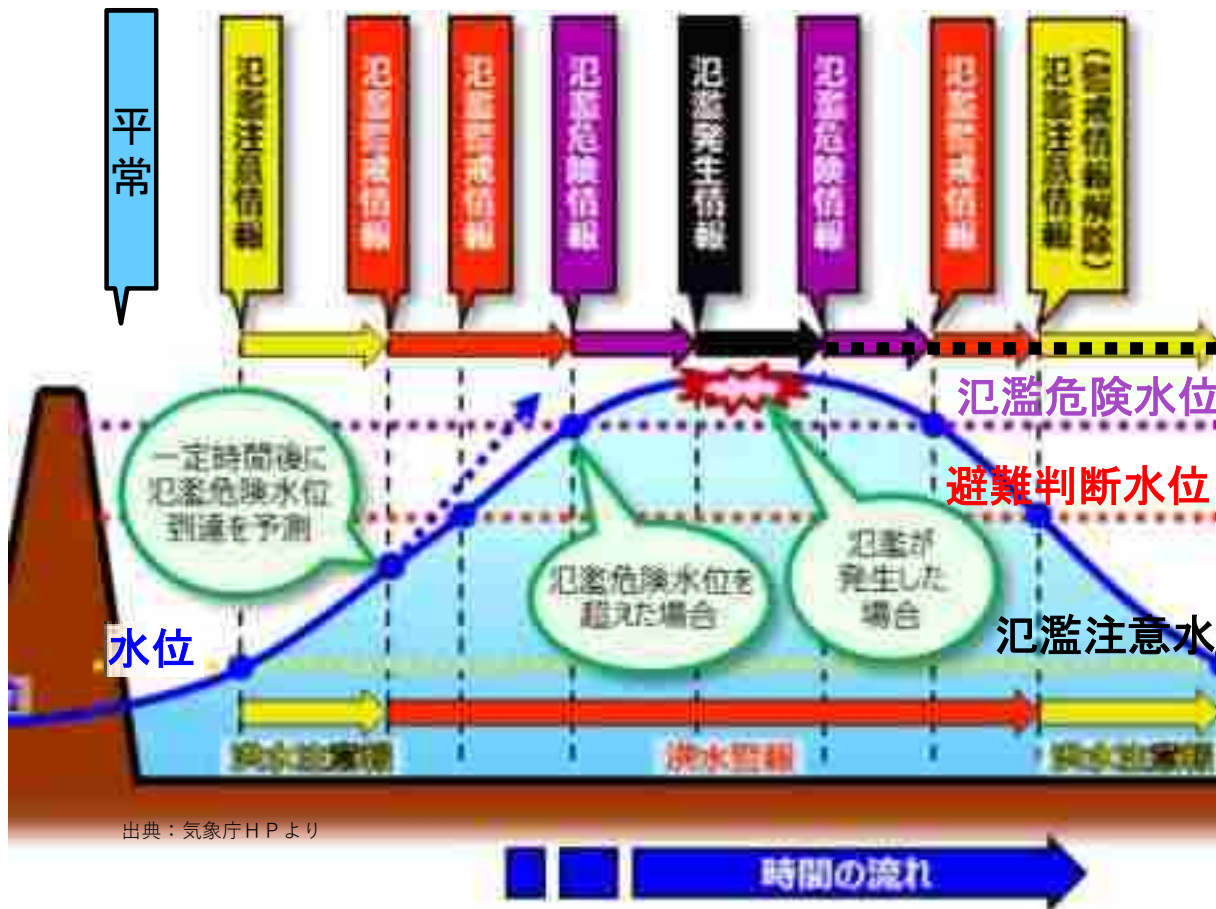 平常
氾濫注意情報
氾濫警戒情報
氾濫警戒情報
氾濫危険情報
氾濫発生情報
氾濫危険情報
氾濫警戒情報
氾濫注意情報
(警戒情報解除)
氾濫危険水位
一定時間後に
氾濫危険水位
到達を予測
避難判断水位
氾濫危険水位を
超えた場合
氾濫が
発生した
場合
水位
氾濫注意水
洪水注意報
洪水警報
洪水注意報
出典：気象庁ＨＰより
時間の流れ